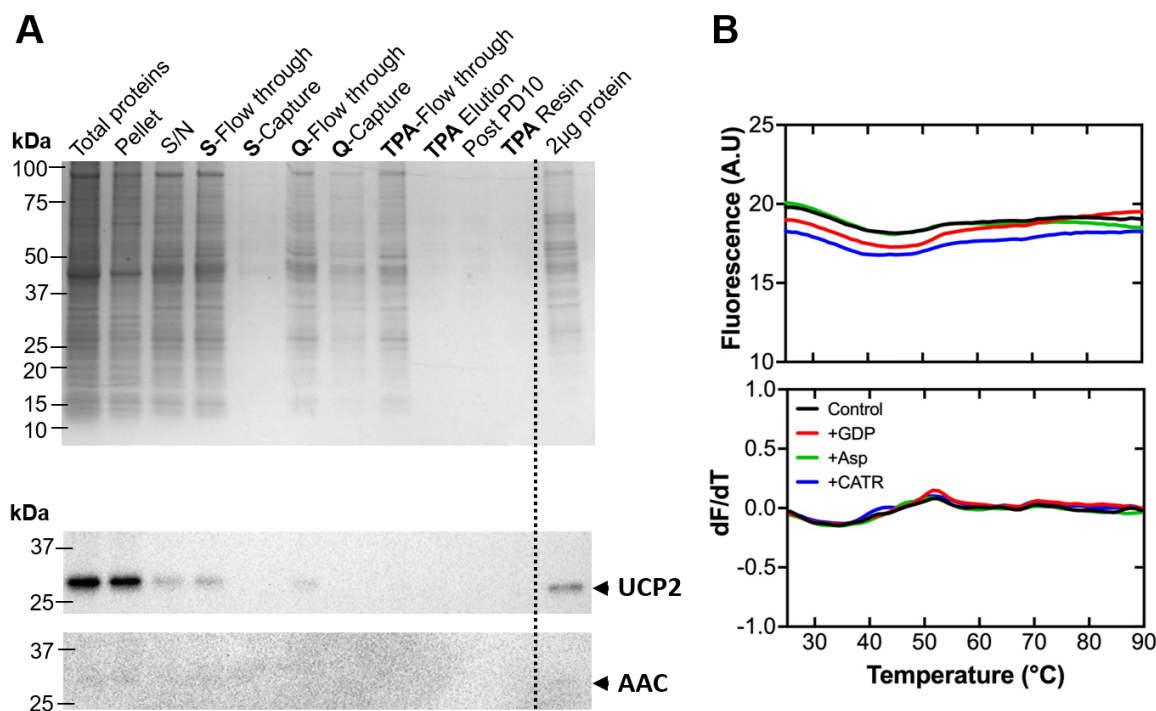 A
Total proteins
Pellet
S/N
S-Flow through
S-Capture
Q-Flow through
Q-Capture
TPA-Flow through
TPA Elution
Post PD10
TPA Resin
2µg protein
kDa
100
75
50
37
25
20
15
10
kDa
37
25
UCP2
37
25
AAC
B
Fluorescence (A.U)
25
20
15
10
dF/dT
1.0
0.5
0.0
-0.5
-1.0
Control
+GDP
+Asp
+CATR
30 40 50 60 70 80 90
Temperature (°C)